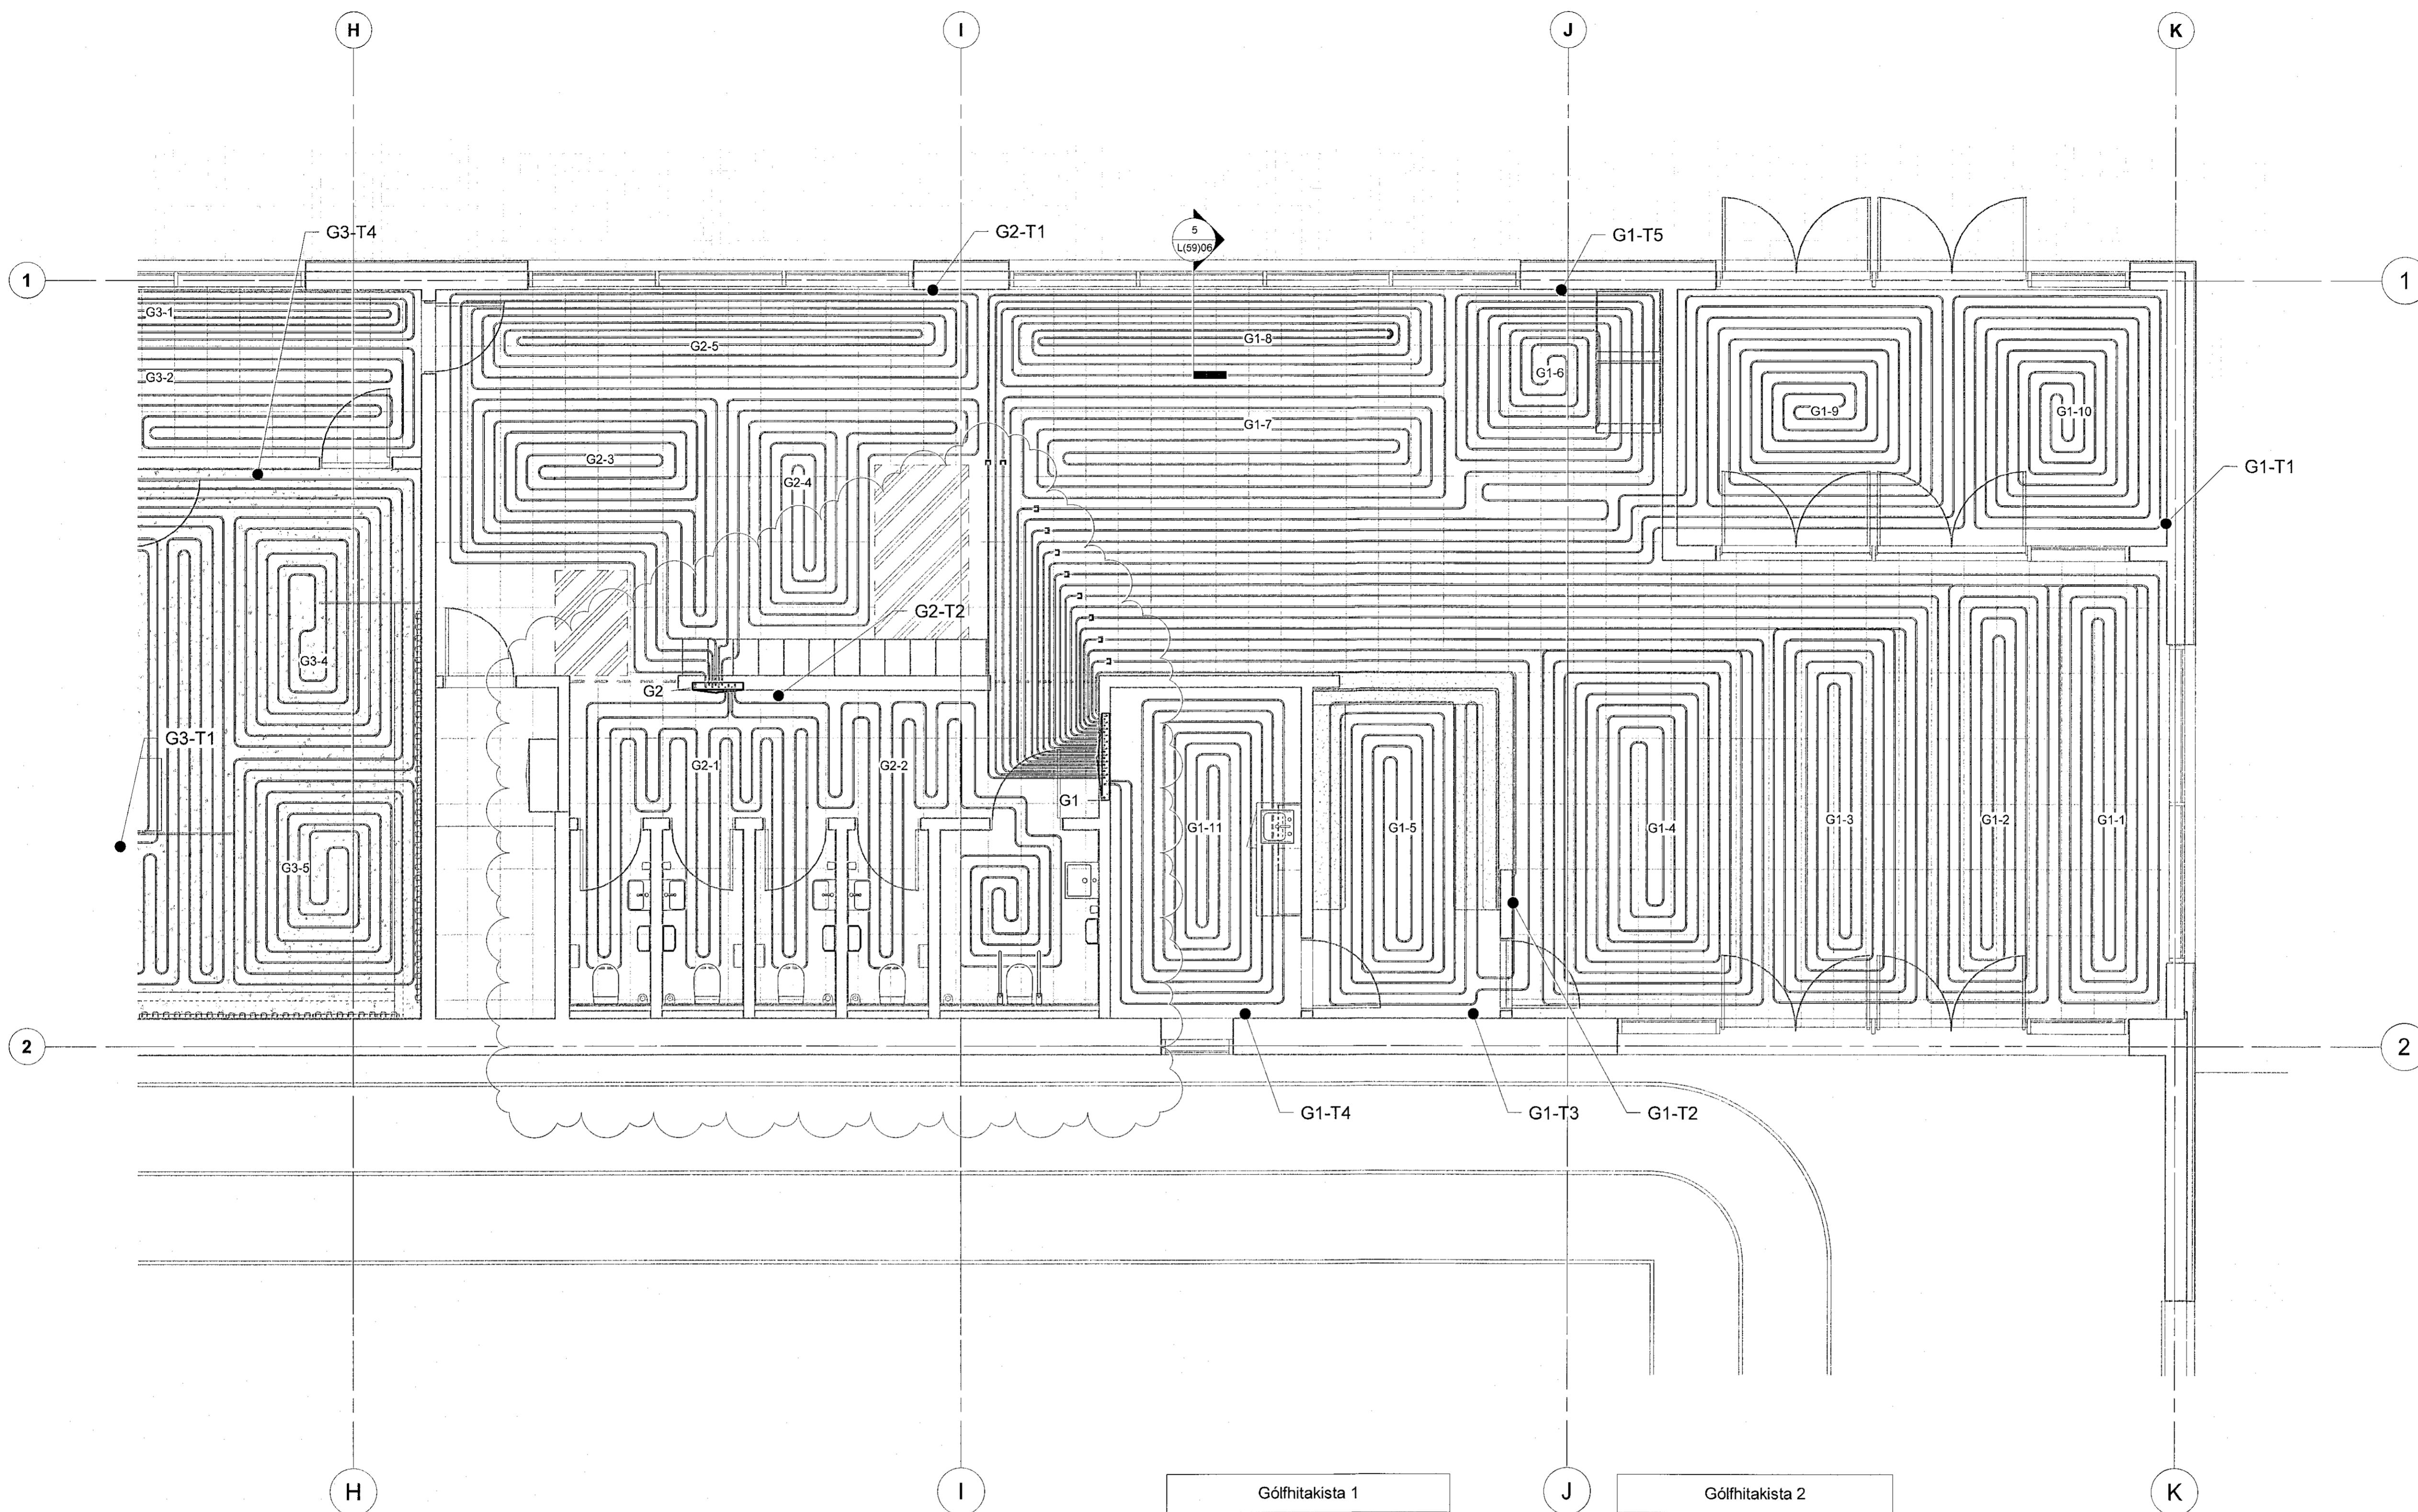 H I J K
G3-T4
G2-T1
5
L(59)06
G1-T5
1 1
G3-1
G2-5
G1-8
G3-2
G1-6
G1-9
G1-10
G1-7
G2-3
G2-4
G1-T1
G2-T2
G3-4
G2
G3-T1
G2-1
G2-2
G1
G1-11
G1-5
G1-4
G1-3
G1-2
G1-1
G3-5
2 2
G1-T4
G1-T3
G1-T2
H I J K
Gólfhitakista 1
Gólfhitakista 2